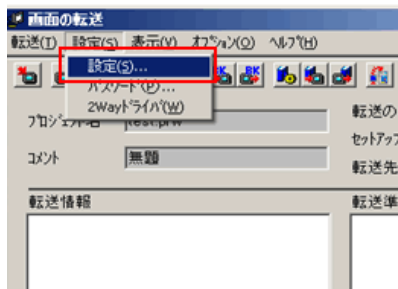 画面の転送
転送(T) 設定(S) 表示(V) オプション(O) ヘルプ(H)
設定(S)...
パスワード(P)...
2Wayドライバ(W)
プロジェクト名 test.prw
転送の
セットアップ
コメント 無題
転送先
転送情報
転送準